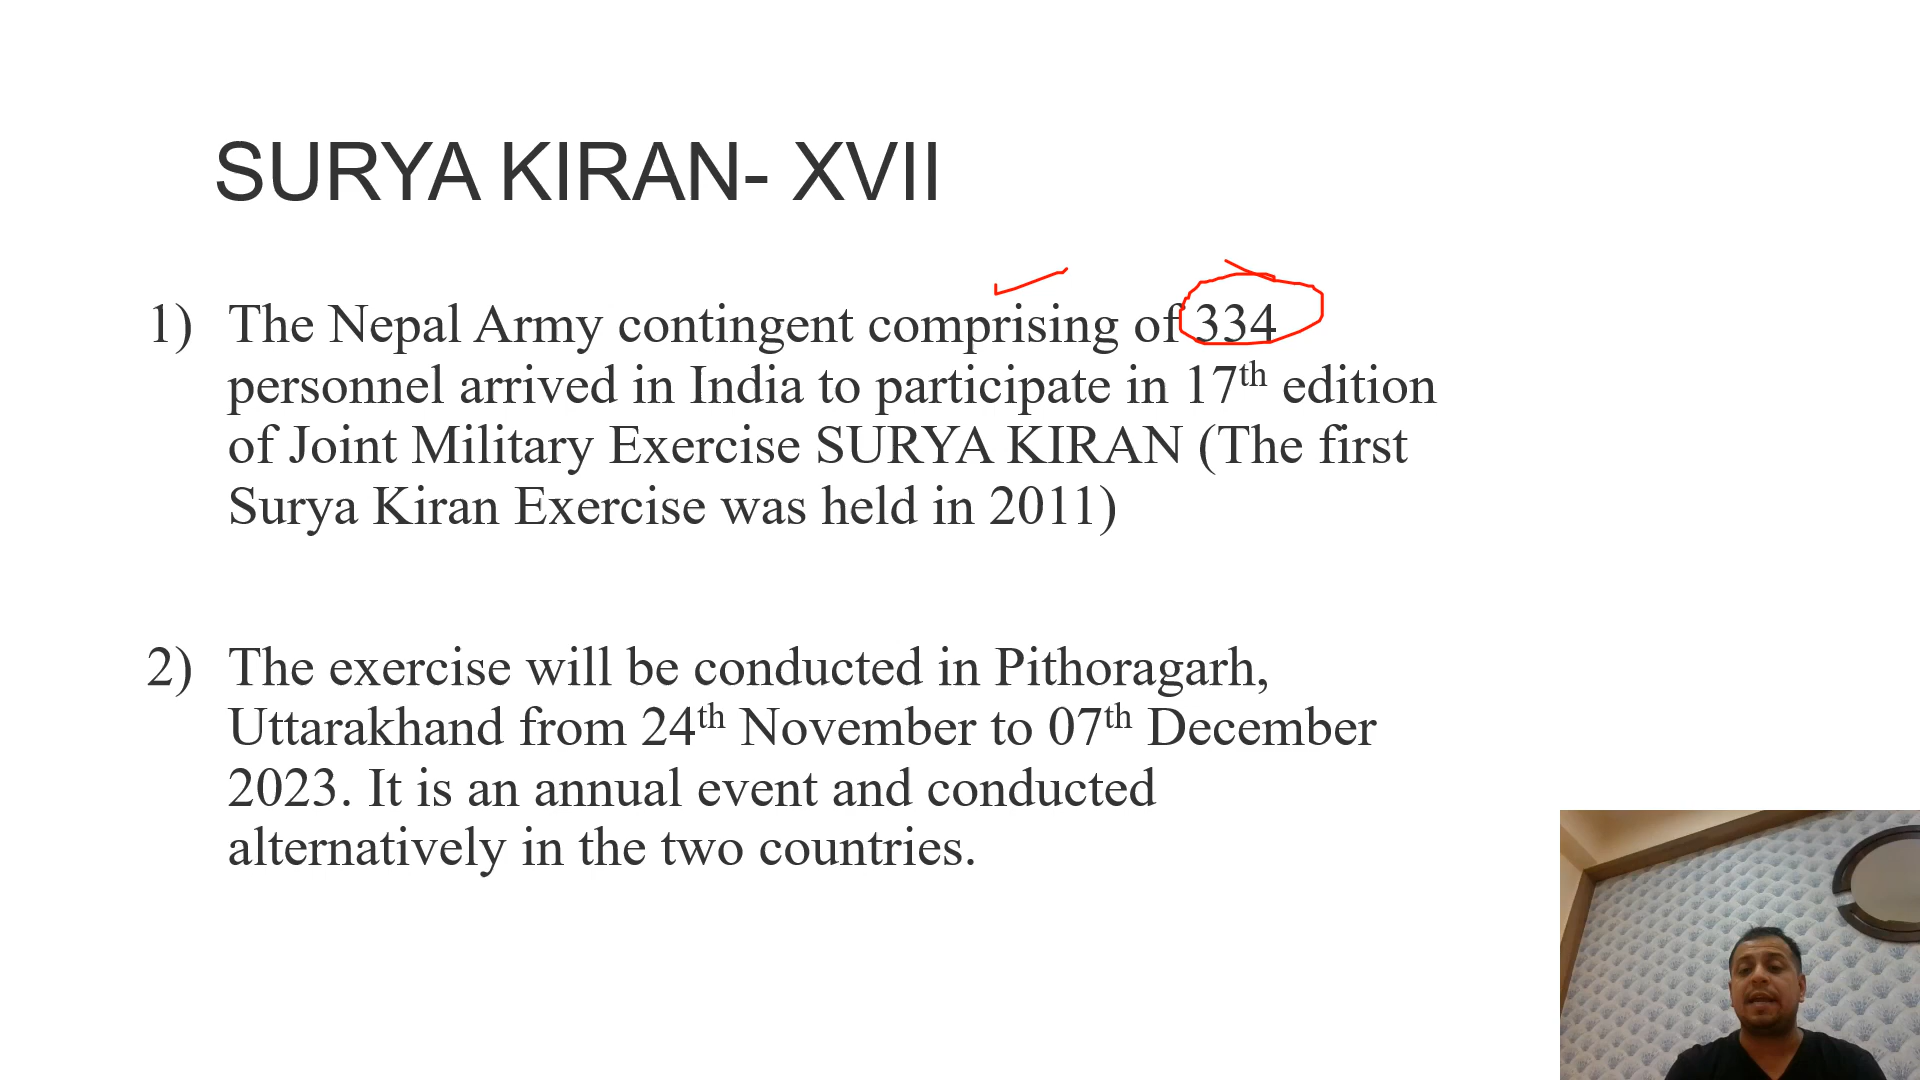 SURYA KIRAN- XVII
1) The Nepal Army contingent comprising of 334
personnel arrived in India to participate in 17th edition
of Joint Military Exercise SURYA KIRAN (The first
Surya Kiran Exercise was held in 2011)
2) The exercise will be conducted in Pithoragarh,
Uttarakhand from 24th November to 07th December
2023. It is an annual event and conducted
alternatively in the two countries.